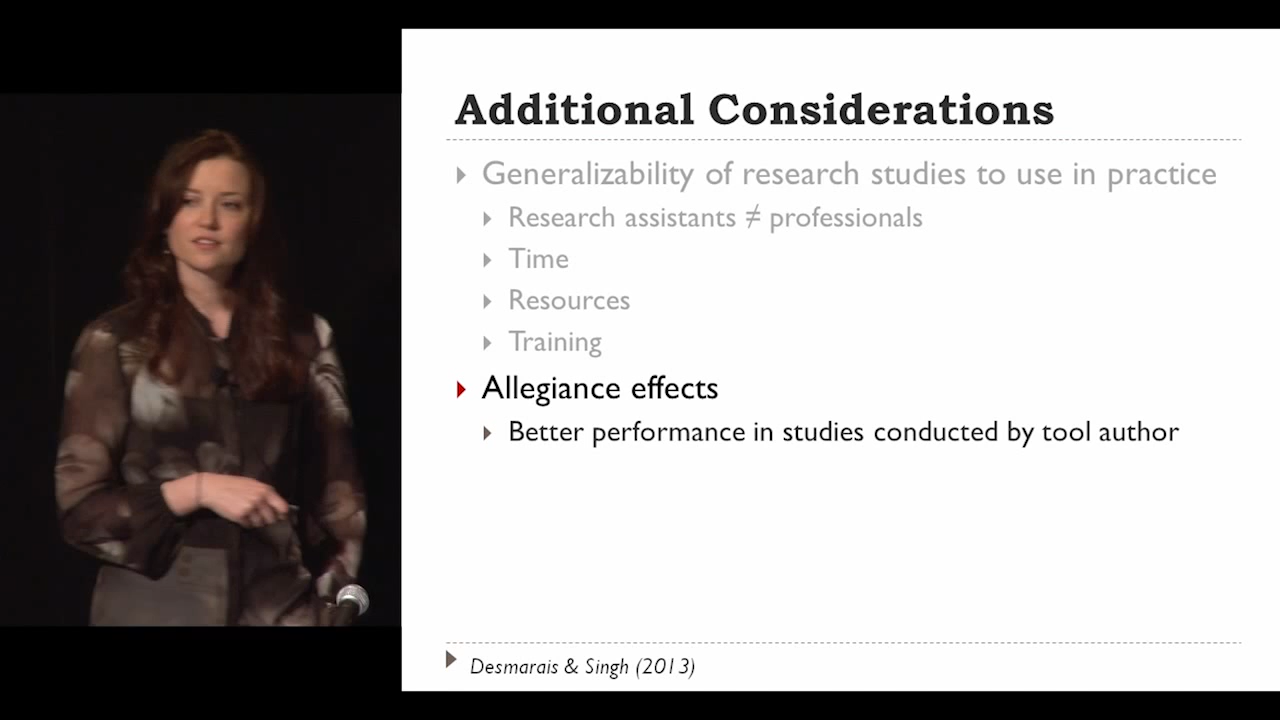 Additional Considerations
Generalizability of research studies to use in practice
Research assistants ≠ professionals
Time
Resources
Training
Allegiance effects
Better performance in studies conducted by tool author
Desmarais & Singh (2013)